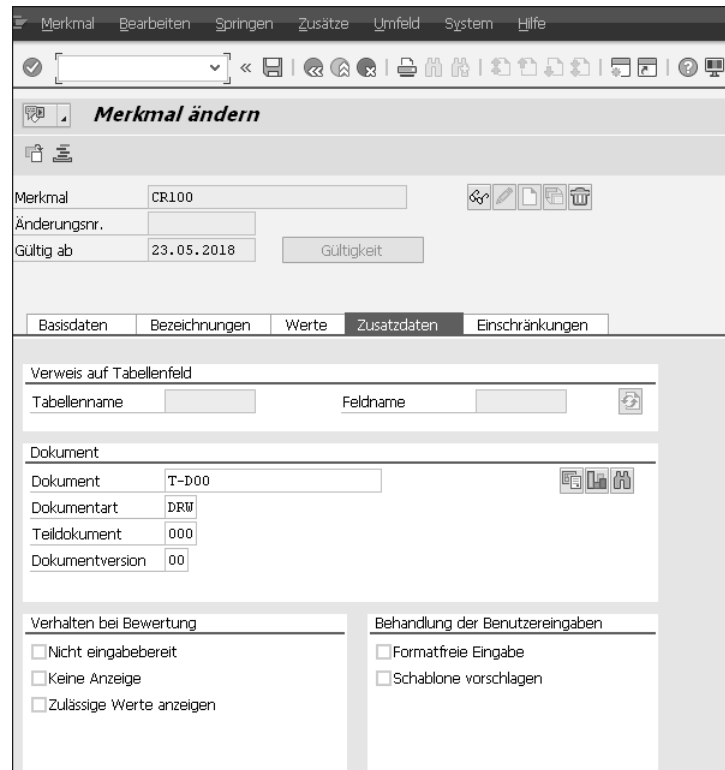 Merkmal Bearbeiten Springen Zusätze Umfeld System Hilfe
Merkmal ändern
Merkmal CR100
Änderungsnr.
Gültig ab 23.05.2018 Gültigkeit
Basisdaten Bezeichnungen Werte Zusatzdaten Einschränkungen
Verweis auf Tabellenfeld
Tabellenname Feldname
Dokument
Dokument T-D00
Dokumentart DRW
Teildokument 000
Dokumentversion 00
Verhalten bei Bewertung Behandlung der Benutzereingaben
Nicht eingabebereit Formatfreie Eingabe
Keine Anzeige Schablone vorschlagen
Zulässige Werte anzeigen